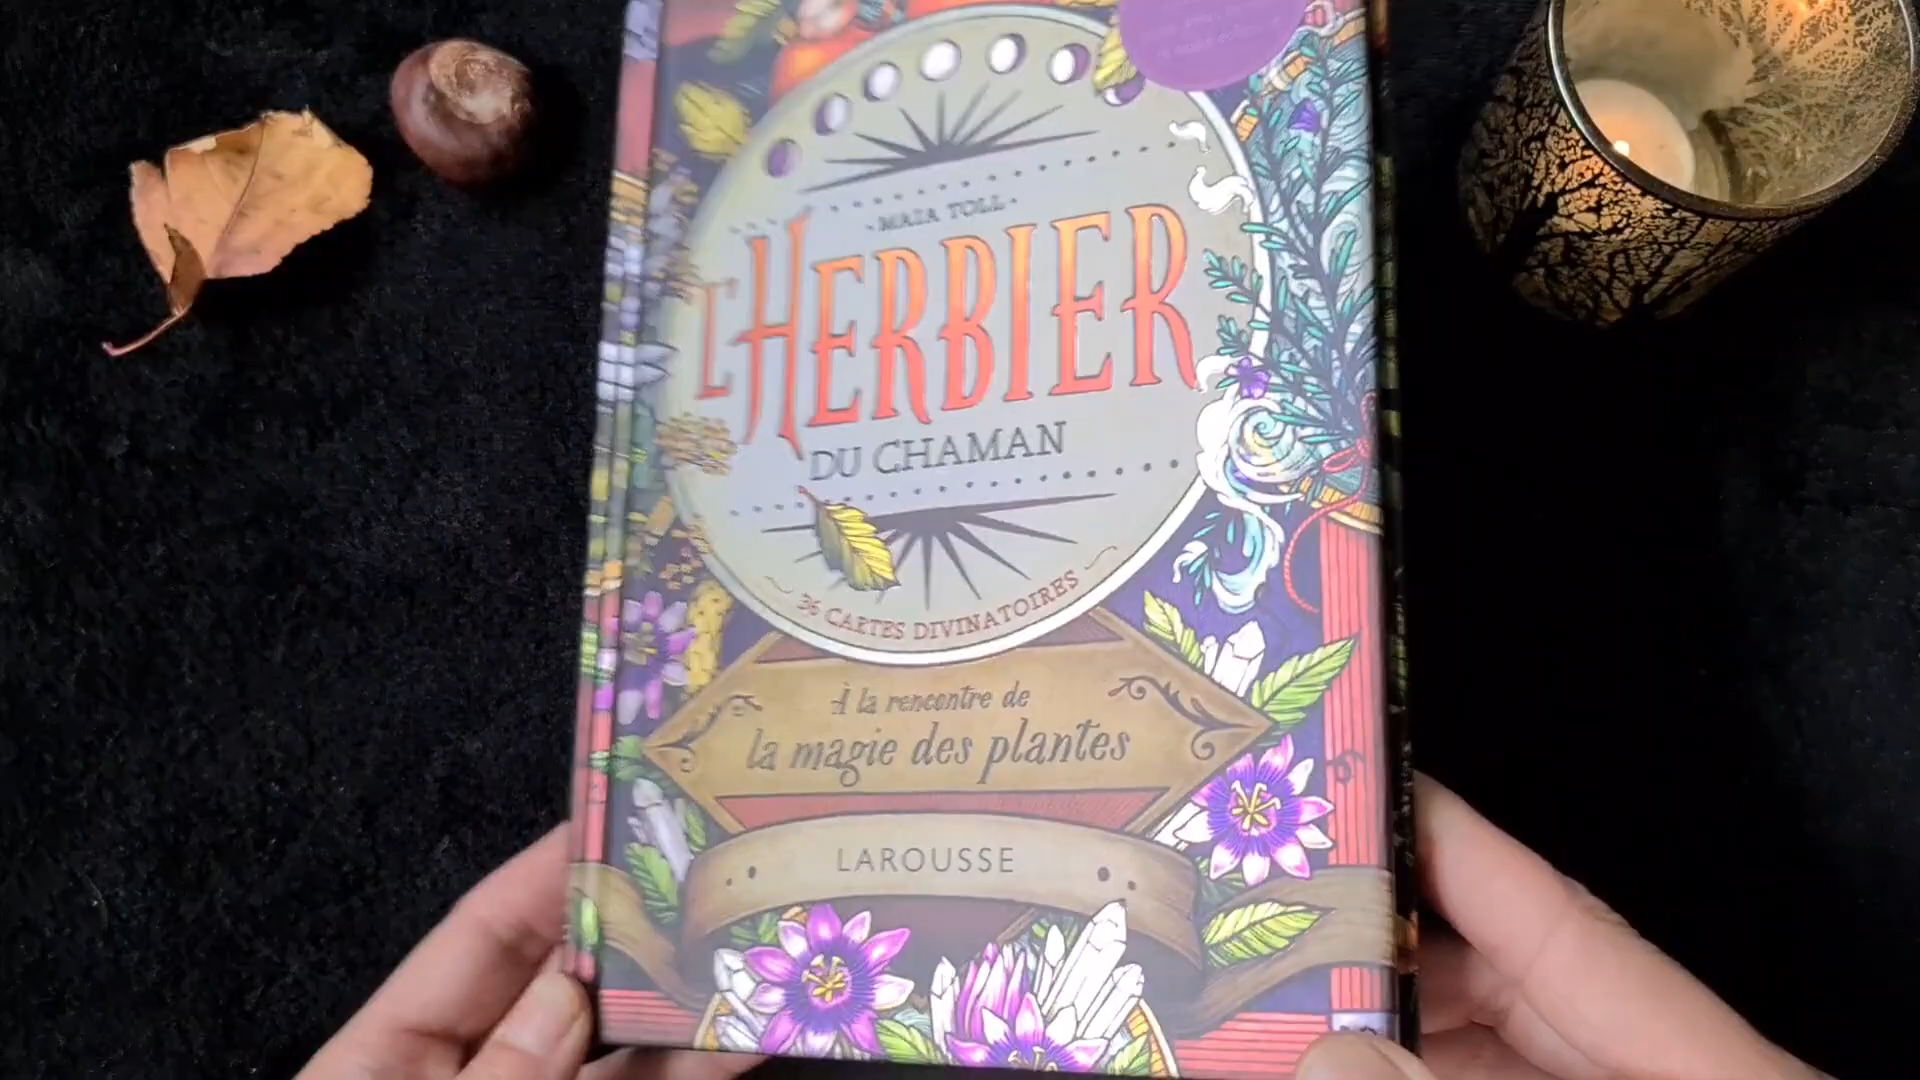 • MAIA TOLL •
L'HERBIER
DU CHAMAN
36 CARTES DIVINATOIRES
À la rencontre de
la magie des plantes
LAROUSSE